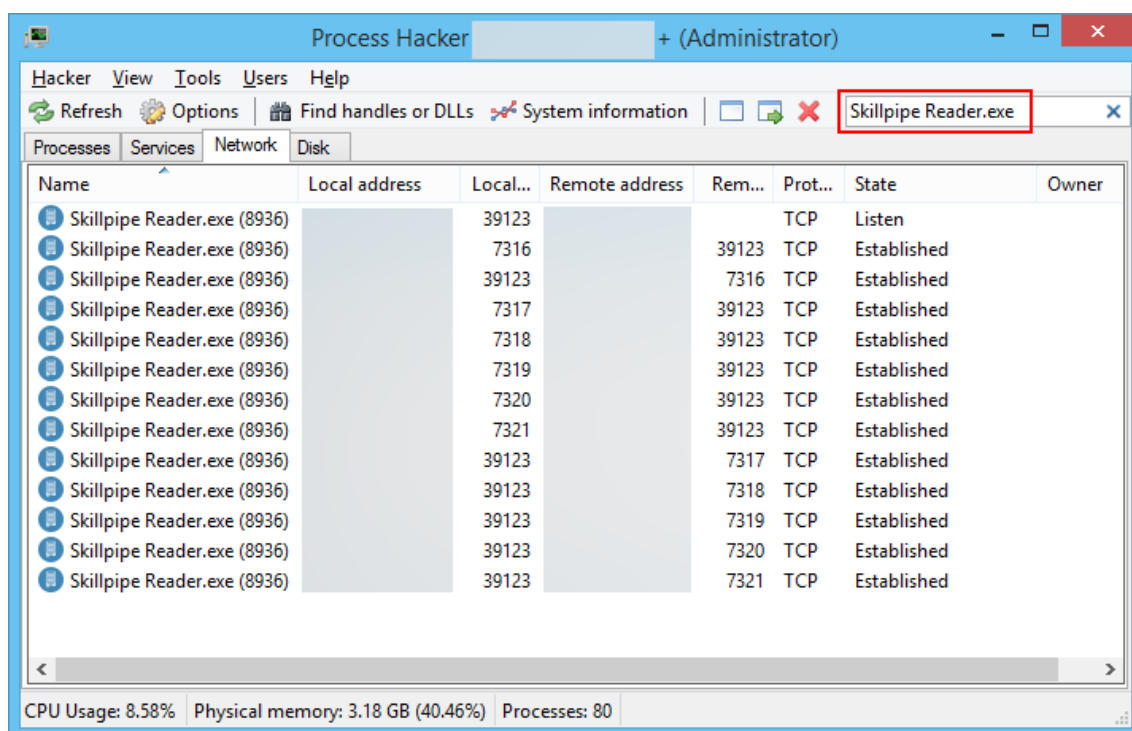 Process Hacker + (Administrator)
Hacker View Tools Users Help
Refresh Options Find handles or DLLs System information Skillpipe Reader.exe
Processes Services Network Disk
Name Local address Local... Remote address Rem... Prot... State Owner
Skillpipe Reader.exe (8936) 39123 TCP Listen
Skillpipe Reader.exe (8936) 7316 39123 TCP Established
Skillpipe Reader.exe (8936) 39123 7316 TCP Established
Skillpipe Reader.exe (8936) 7317 39123 TCP Established
Skillpipe Reader.exe (8936) 7318 39123 TCP Established
Skillpipe Reader.exe (8936) 7319 39123 TCP Established
Skillpipe Reader.exe (8936) 7320 39123 TCP Established
Skillpipe Reader.exe (8936) 7321 39123 TCP Established
Skillpipe Reader.exe (8936) 39123 7317 TCP Established
Skillpipe Reader.exe (8936) 39123 7318 TCP Established
Skillpipe Reader.exe (8936) 39123 7319 TCP Established
Skillpipe Reader.exe (8936) 39123 7320 TCP Established
Skillpipe Reader.exe (8936) 39123 7321 TCP Established
CPU Usage: 8.58% Physical memory: 3.18 GB (40.46%) Processes: 80